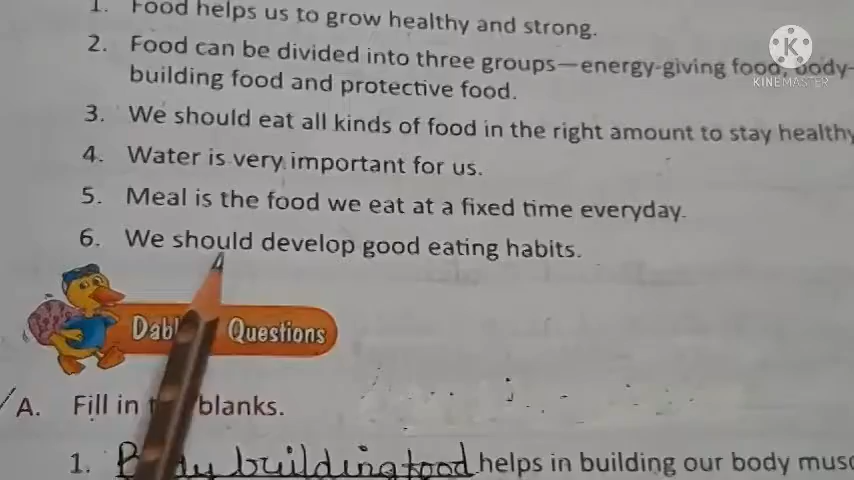 1. Food helps us to grow healthy and strong.
2. Food can be divided into three groups—energy-giving food, body-
building food and protective food.
3. We should eat all kinds of food in the right amount to stay healthy
4. Water is very important for us.
5. Meal is the food we eat at a fixed time everyday.
6. We should develop good eating habits.
Questions
A. Fill in blanks.
1. building food helps in building our body
K
KINEMASTER